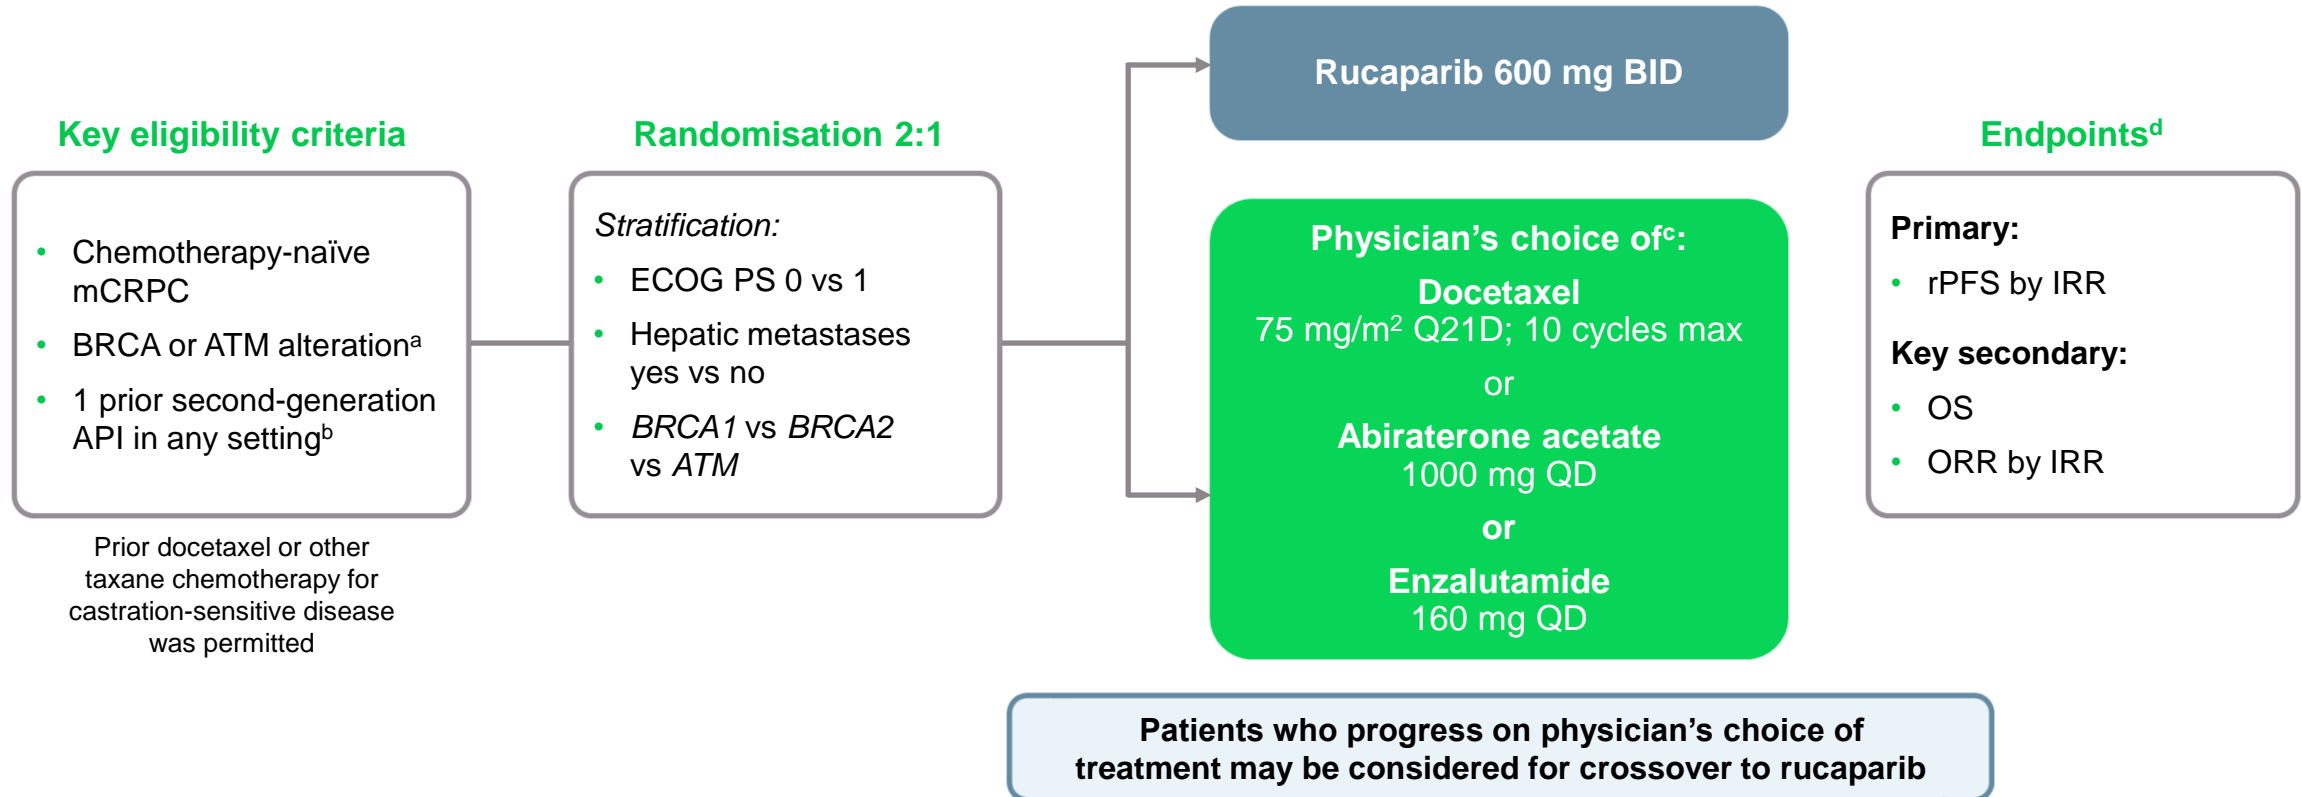 Key eligibility criteria
• Chemotherapy-naïve
mCRPC
• BRCA or ATM alterationᵃ
• 1 prior second-generation
API in any settingᵇ
Prior docetaxel or other
taxane chemotherapy for
castration-sensitive disease
was permitted
Randomisation 2:1
Stratification:
• ECOG PS 0 vs 1
• Hepatic metastases
yes vs no
• BRCA1 vs BRCA2
vs ATM
Rucaparib 600 mg BID
Physician’s choice ofᶜ:
Docetaxel
75 mg/m² Q21D; 10 cycles max
or
Abiraterone acetate
1000 mg QD
or
Enzalutamide
160 mg QD
Endpointsᵈ
Primary:
• rPFS by IRR
Key secondary:
• OS
• ORR by IRR
Patients who progress on physician’s choice of
treatment may be considered for crossover to rucaparib